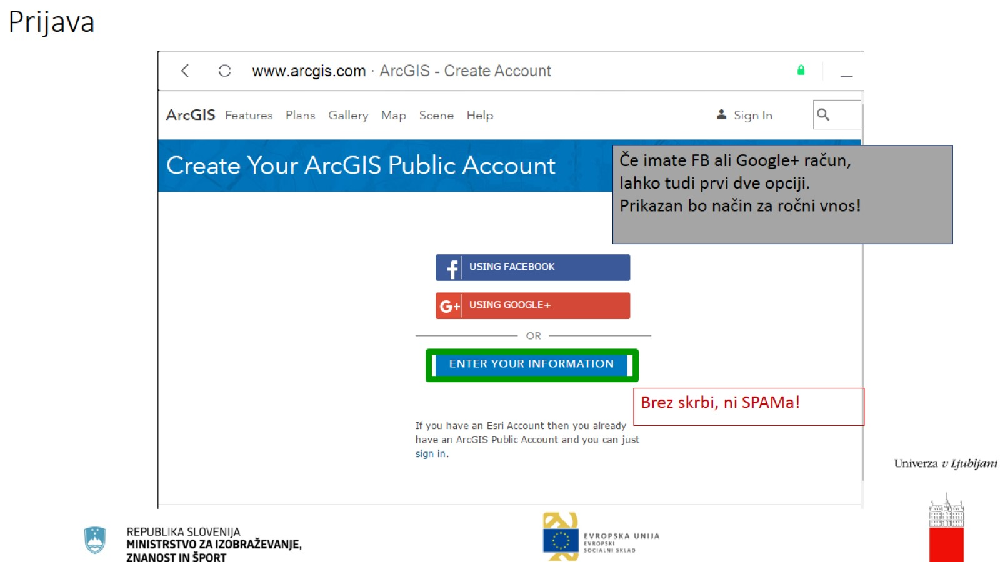 Prijava
www.arcgis.com · ArcGIS - Create Account
ArcGIS Features Plans Gallery Map Scene Help Sign In
Create Your ArcGIS Public Account
Če imate FB ali Google+ račun,
lahko tudi prvi dve opciji.
Prikazan bo način za ročni vnos!
USING FACEBOOK
G+ USING GOOGLE+
OR
ENTER YOUR INFORMATION
Brez skrbi, ni SPAMa!
If you have an Esri Account then you already
have an ArcGIS Public Account and you can just
sign in.
Univerza v Ljubljani
REPUBLIKA SLOVENIJA
MINISTRSTVO ZA IZOBRAŽEVANJE,
ZNANOST IN ŠPORT
EVROPSKA UNIJA
EVROPSKI
SOCIALNI SKLAD